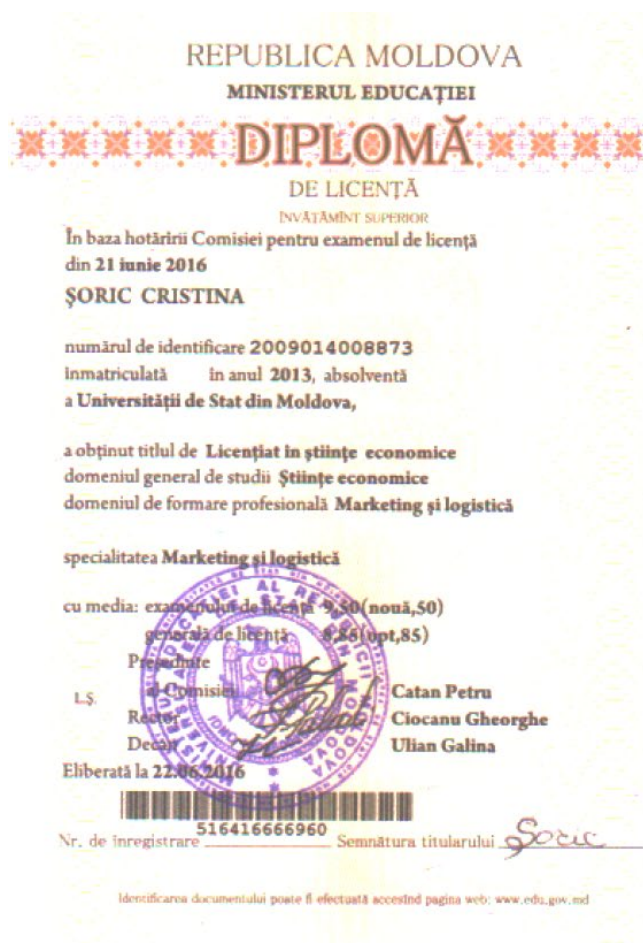 REPUBLICA MOLDOVA
MINISTERUL EDUCAȚIEI
DIPLOMĂ
DE LICENȚĂ
ÎNVĂȚĂMÎNT SUPERIOR
În baza hotărîrii Comisiei pentru examenul de licență
din 21 iunie 2016
ȘORIC CRISTINA
numărul de identificare 2009014008873
înmatriculată în anul 2013, absolventă
a Universității de Stat din Moldova,
a obținut titlul de Licențiat în științe economice
domeniul general de studii Științe economice
domeniul de formare profesională Marketing și logistică
specialitatea Marketing și logistică
cu media: examenului de licență 9,50(nouă,50)
generală de licență 8,85(opt,85)
Președinte
al Comisiei Catan Petru
L.Ș.
Rector Ciocanu Gheorghe
Decan Ulian Galina
Eliberată la 22.06.2016
516416666960
Nr. de înregistrare Semnătura titularului Șoric
Identificarea documentului poate fi efectuată accesînd pagina web: www.edu.gov.md